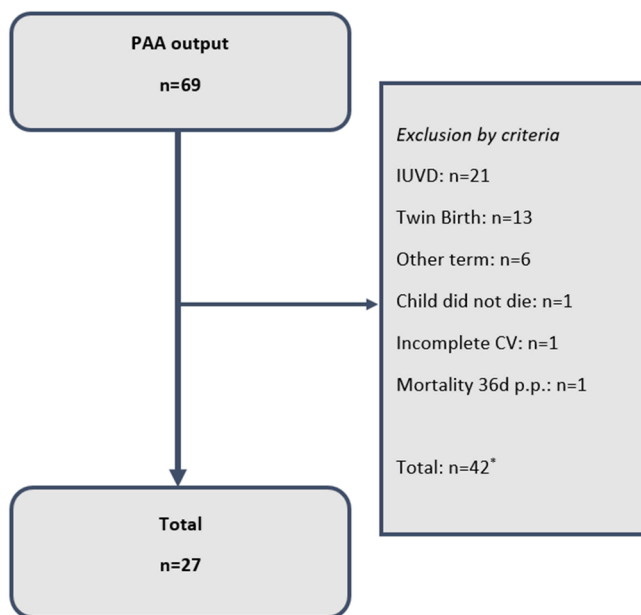 PAA output
n=69
Exclusion by criteria
IUVD: n=21
Twin Birth: n=13
Other term: n=6
Child did not die: n=1
Incomplete CV: n=1
Mortality 36d p.p.: n=1
Total: n=42*
Total
n=27